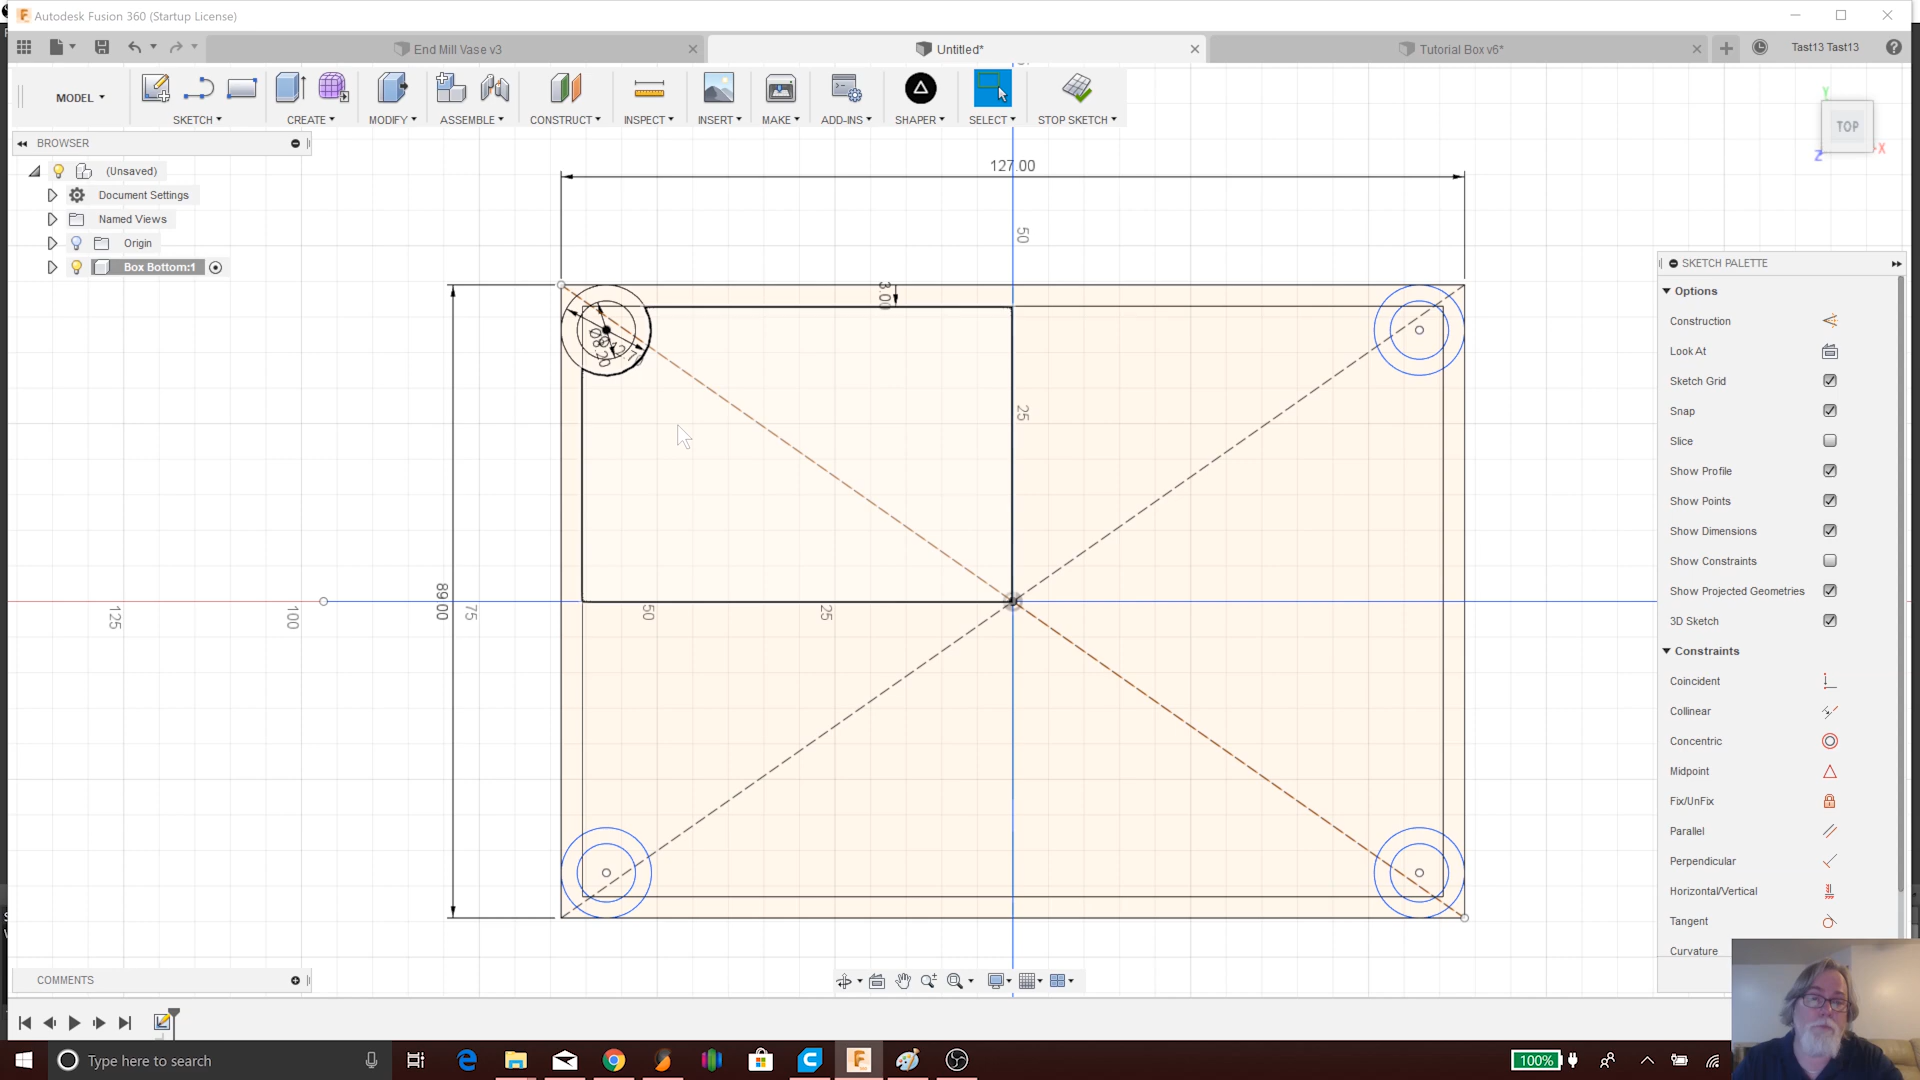 Autodesk Fusion 360 (Startup License)
End Mill Vase v3
Untitled*
Tutorial Box v6*
Tast13 Tast13
MODEL
SKETCH
CREATE
MODIFY
ASSEMBLE
CONSTRUCT
INSPECT
INSERT
MAKE
ADD-INS
SHAPER
SELECT
STOP SKETCH
Y
TOP
X
Z
BROWSER
(Unsaved)
Document Settings
Named Views
Origin
Box Bottom:1
127.00
50
3.00
25
89.00
125
100
75
50
25
SKETCH PALETTE
Options
Construction
Look At
Sketch Grid
Snap
Slice
Show Profile
Show Points
Show Dimensions
Show Constraints
Show Projected Geometries
3D Sketch
Constraints
Coincident
Collinear
Concentric
Midpoint
Fix/UnFix
Parallel
Perpendicular
Horizontal/Vertical
Tangent
Curvature
COMMENTS
Type here to search
100%